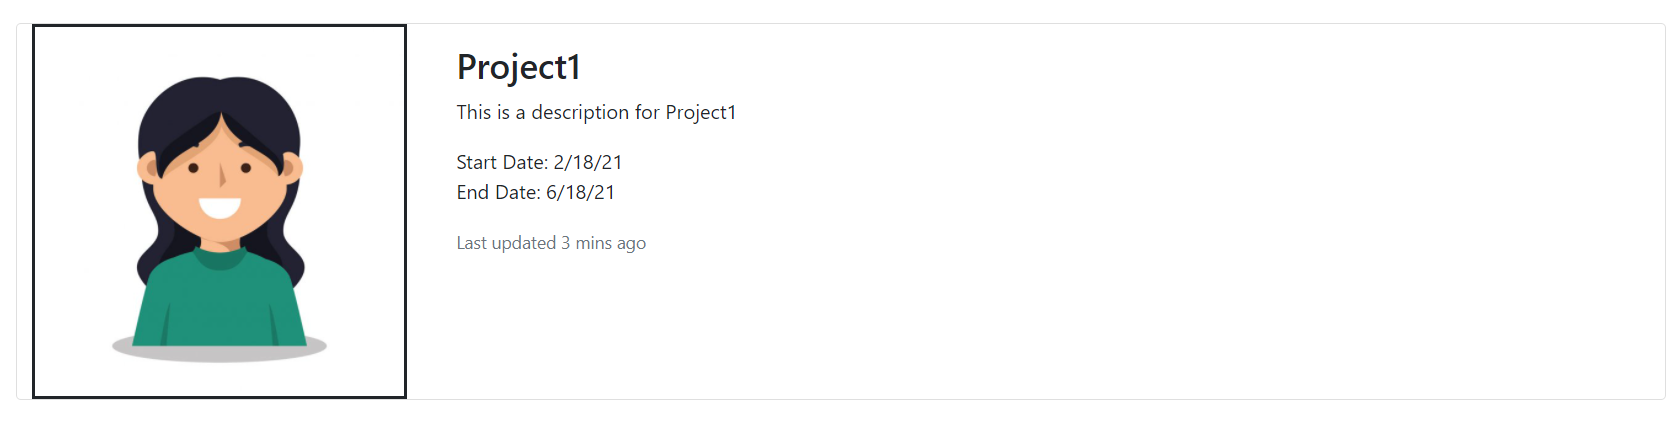 Project1
This is a description for Project1
Start Date: 2/18/21
End Date: 6/18/21
Last updated 3 mins ago